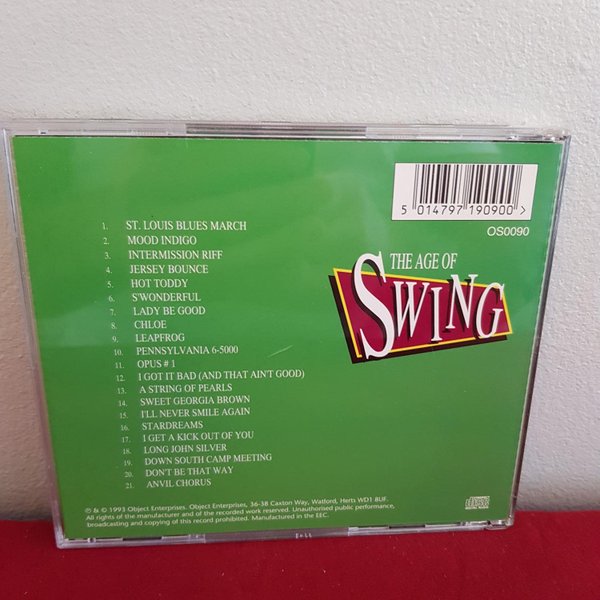 5 014797 190900 >
OS0090
THE AGE OF
SWING
1. ST. LOUIS BLUES MARCH
2. MOOD INDIGO
3. INTERMISSION RIFF
4. JERSEY BOUNCE
5. HOT TODDY
6. S'WONDERFUL
7. LADY BE GOOD
8. CHLOE
9. LEAPFROG
10. PENNSYLVANIA 6-5000
11. OPUS # 1
12. I GOT IT BAD (AND THAT AIN'T GOOD)
13. A STRING OF PEARLS
14. SWEET GEORGIA BROWN
15. I'LL NEVER SMILE AGAIN
16. STARDREAMS
17. I GET A KICK OUT OF YOU
18. LONG JOHN SILVER
19. DOWN SOUTH CAMP MEETING
20. DON'T BE THAT WAY
21. ANVIL CHORUS
℗ & © 1993 Object Enterprises. Object Enterprises, 36-38 Caxton Way, Watford, Herts WD1 8UF.
All rights of the manufacturer and of the recorded work reserved. Unauthorised public performance,
broadcasting and copying of this record prohibited. Manufactured in the EEC.